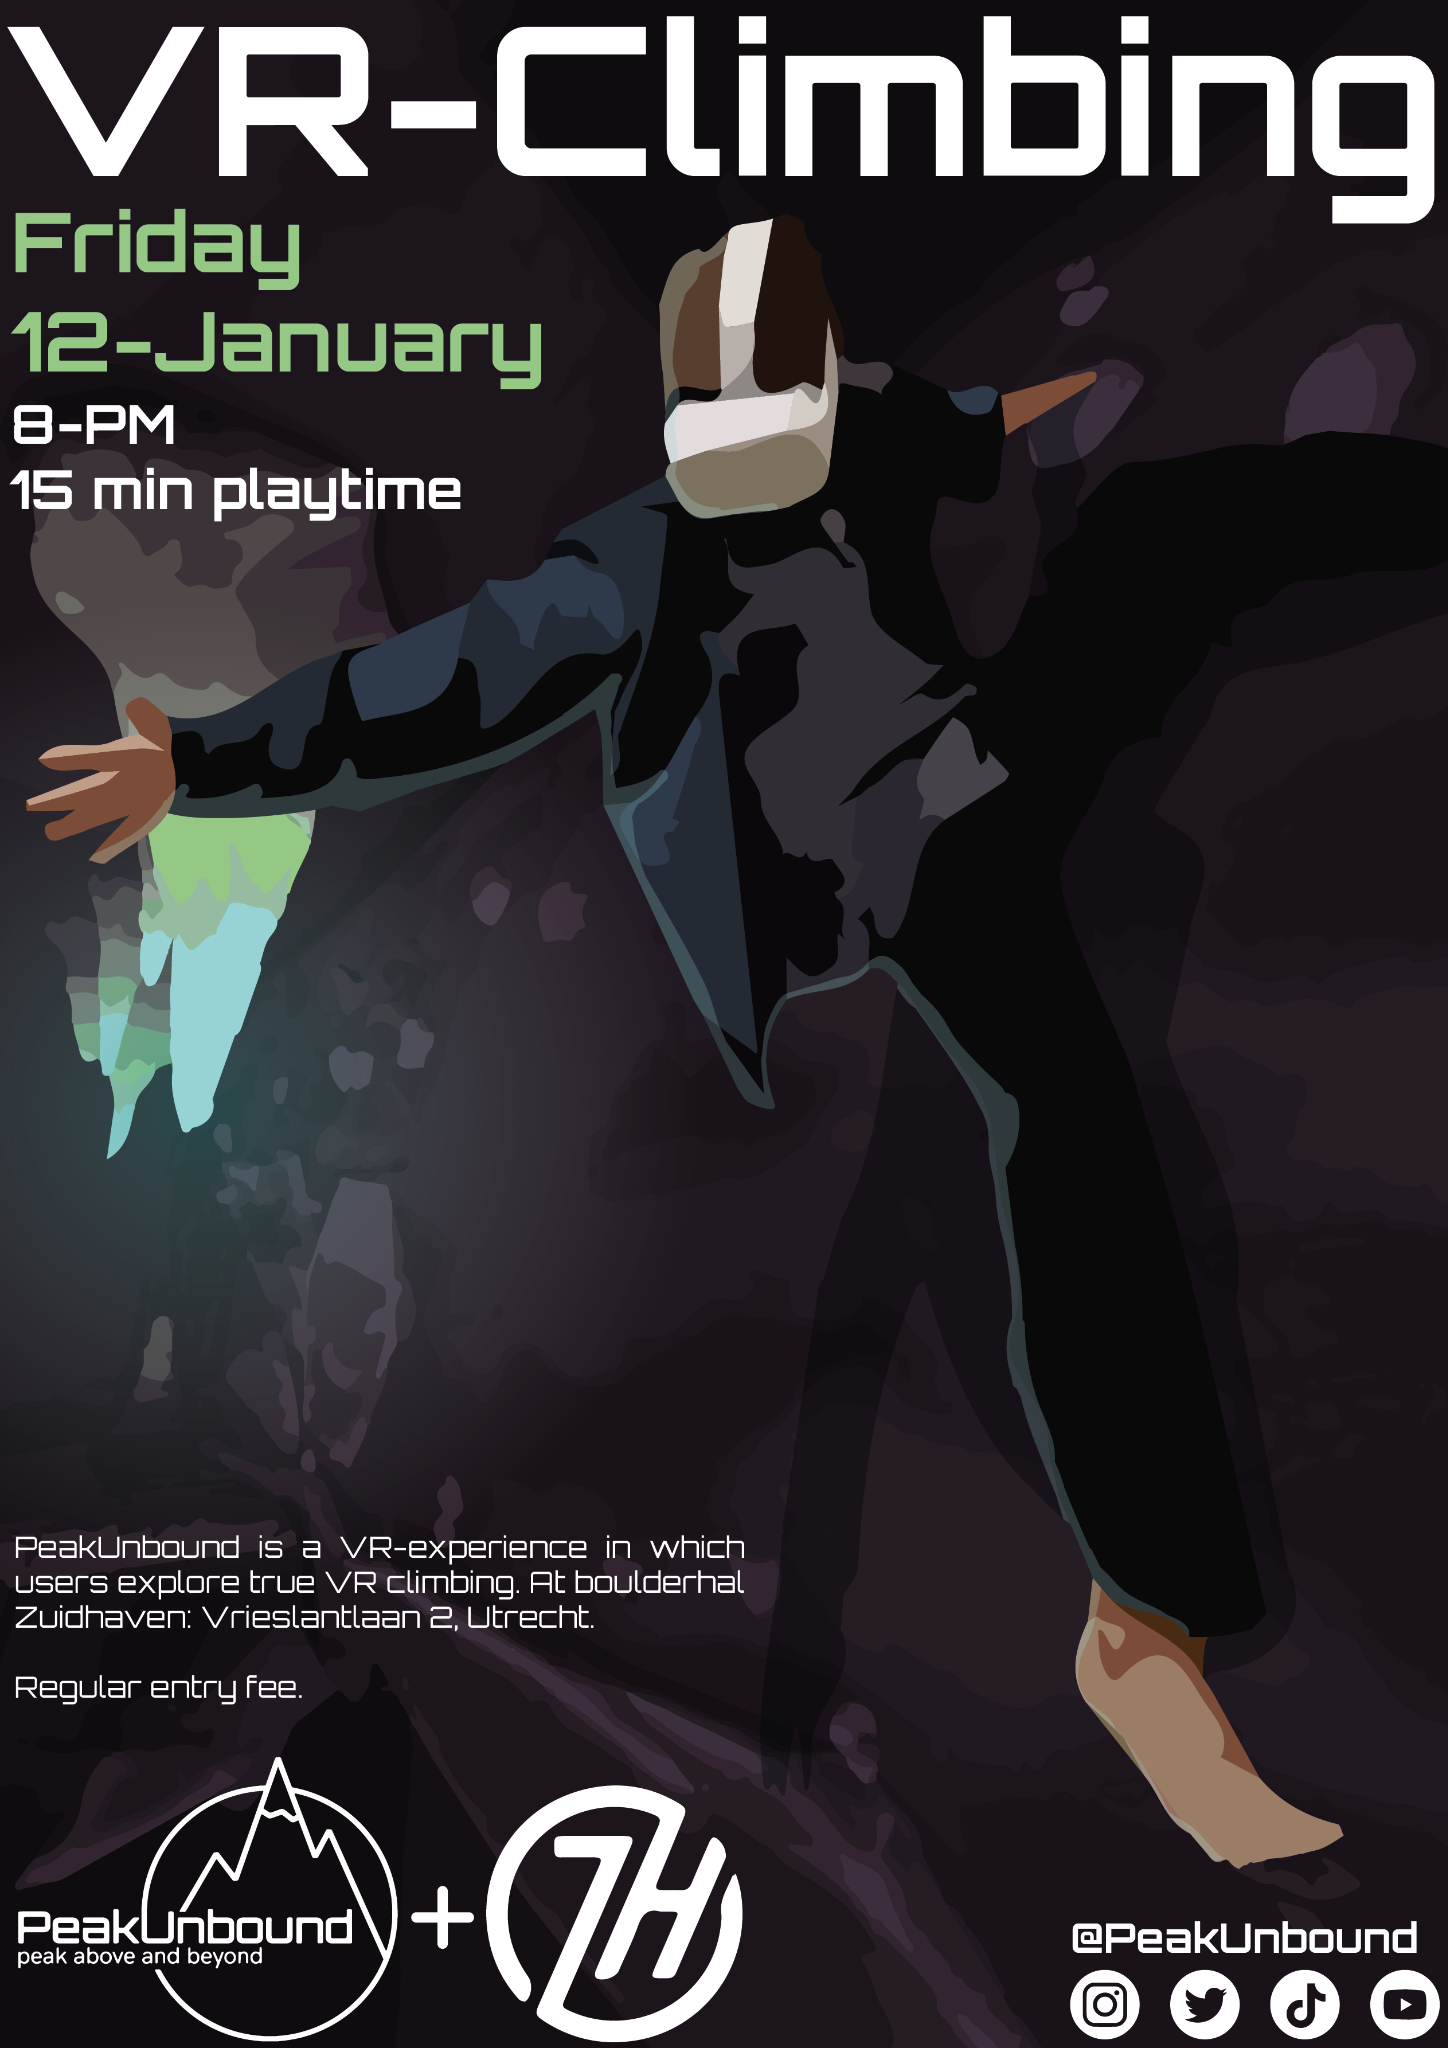 VR-Climbing
Friday
12-January
8-PM
15 min playtime
PeakUnbound is a VR-experience in which
users explore true VR climbing. At boulderhal
Zuidhaven: Vrieslantlaan 2, Utrecht.
Regular entry fee.
PeakUnbound
peak above and beyond
+
ZH
@PeakUnbound